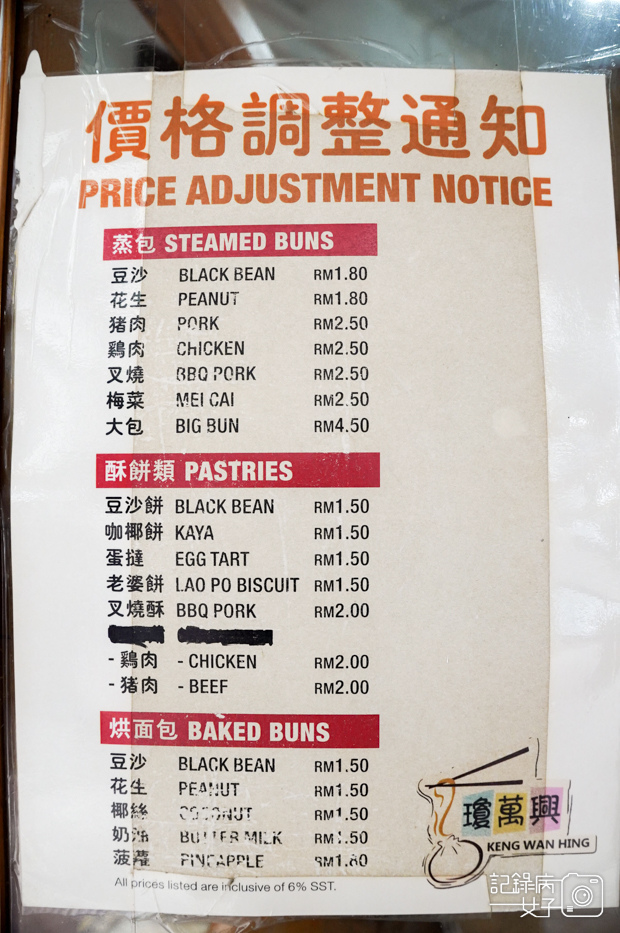 價格調整通知
PRICE ADJUSTMENT NOTICE
蒸包 STEAMED BUNS
豆沙 BLACK BEAN RM1.80
花生 PEANUT RM1.80
猪肉 PORK RM2.50
鷄肉 CHICKEN RM2.50
叉燒 BBQ PORK RM2.50
梅菜 MEI CAI RM2.50
大包 BIG BUN RM4.50
酥餅類 PASTRIES
豆沙餅 BLACK BEAN RM1.50
咖椰餅 KAYA RM1.50
蛋撻 EGG TART RM1.50
老婆餅 LAO PO BISCUIT RM1.50
叉燒酥 BBQ PORK RM2.00
- 鷄肉 - CHICKEN RM2.00
- 猪肉 - BEEF RM2.00
烘面包 BAKED BUNS
豆沙 BLACK BEAN RM1.50
花生 PEANUT RM1.50
椰絲 COCONUT RM1.50
奶油 BUTTER MILK RM1.50
菠蘿 PINEAPPLE
All prices listed are inclusive of 6% SST.
瓊萬興
KENG WAN HING
記錄病
女子